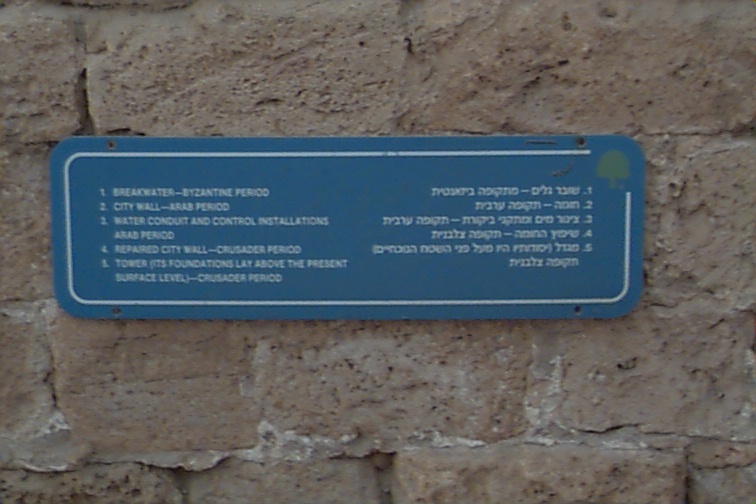 1. BREAKWATER—BYZANTINE PERIOD
2. CITY WALL—ARAB PERIOD
3. WATER CONDUIT AND CONTROL INSTALLATIONS
ARAB PERIOD
4. REPAIRED CITY WALL—CRUSADER PERIOD
5. TOWER (ITS FOUNDATIONS LAY ABOVE THE PRESENT
SURFACE LEVEL)—CRUSADER PERIOD
1. שובר גלים – מתקופה ביזאנטית
2. חומה – תקופה ערבית
3. צינור מים ומתקני ביקורת – תקופה ערבית
4. שיפוץ החומה – תקופה צלבנית
5. מגדל (יסודותיו היו מעל פני השטח הנוכחיים)
תקופה צלבנית